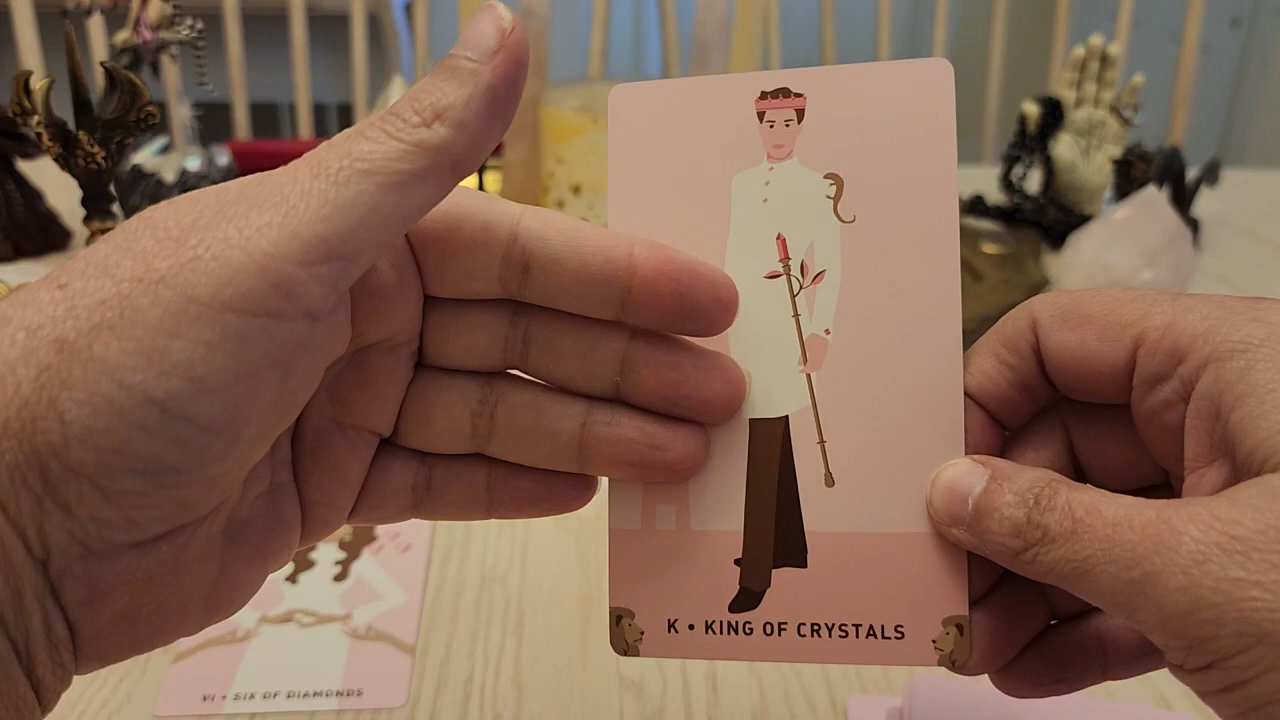 K • KING OF CRYSTALS
VI • SIX OF DIAMONDS